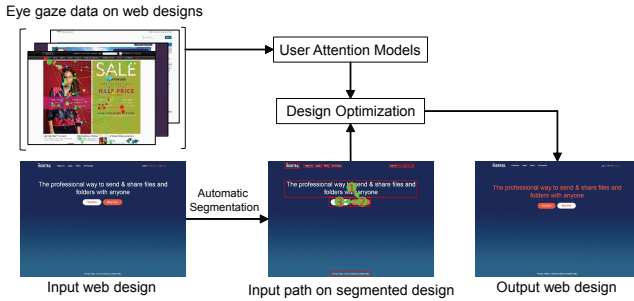 Eye gaze data on web designs
User Attention Models
SALE
HALF PRICE
Design Optimization
The professional way to send & share files and
folders with anyone
Automatic
Segmentation
The professional way to send & share files and
folders with anyone
The professional way to send & share files and
folders with anyone
Input web design
Input path on segmented design
Output web design